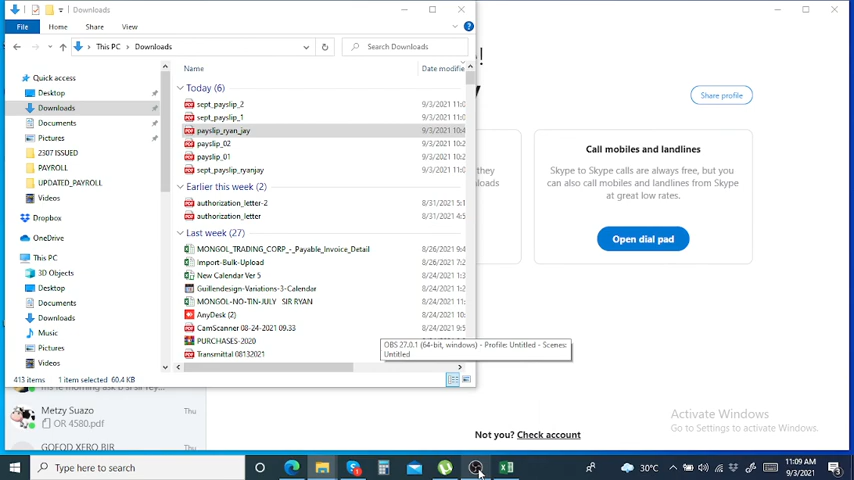 Downloads
File
Home
Share
View
This PC
Downloads
Search Downloads
Share profile
Name
Date modifie
Quick access
Desktop
Downloads
Documents
Pictures
2307 ISSUED
PAYROLL
UPDATED_PAYROLL
Videos
Dropbox
OneDrive
This PC
3D Objects
Desktop
Documents
Downloads
Music
Pictures
Videos
Today (6)
sept_payslip_2 9/3/2021 11:0
sept_payslip_1 9/3/2021 11:0
payslip_ryan_jay 9/3/2021 10:4
payslip_02 9/3/2021 10:2
payslip_01 9/3/2021 10:2
sept_payslip_ryanjay 9/3/2021 11:0
Earlier this week (2)
authorization_letter-2 8/31/2021 5:1
authorization_letter 8/31/2021 4:5
Last week (27)
MONGOL_TRADING_CORP_-_Payable_Invoice_Detail 8/26/2021 9:4
Import-Bulk-Upload 8/26/2021 7:2
New Calendar Ver 5 8/24/2021 1:3
Guillendesign-Variations-3-Calendar 8/24/2021 1:2
MONGOL-NO-TIN-JULY SIR RYAN 8/24/2021 11:
AnyDesk (2) 8/24/2021 9:5
CamScanner 08-24-2021 09.33 8/24/2021 9:5
PURCHASES-2020
Transmittal 08132021
413 items
1 item selected 60.4 KB
OBS 27.0.1 (64-bit, windows) - Profile: Untitled - Scenes:
Untitled
they
loads
Call mobiles and landlines
Skype to Skype calls are always free, but you
can also call mobiles and landlines from Skype
at great low rates.
Open dial pad
Metzy Suazo
Thu
OR 4580.pdf
GOEOD XERO BIR
Thu
Activate Windows
Go to Settings to activate Windows.
Not you? Check account
Type here to search
30°C
11:09 AM
9/3/2021
3